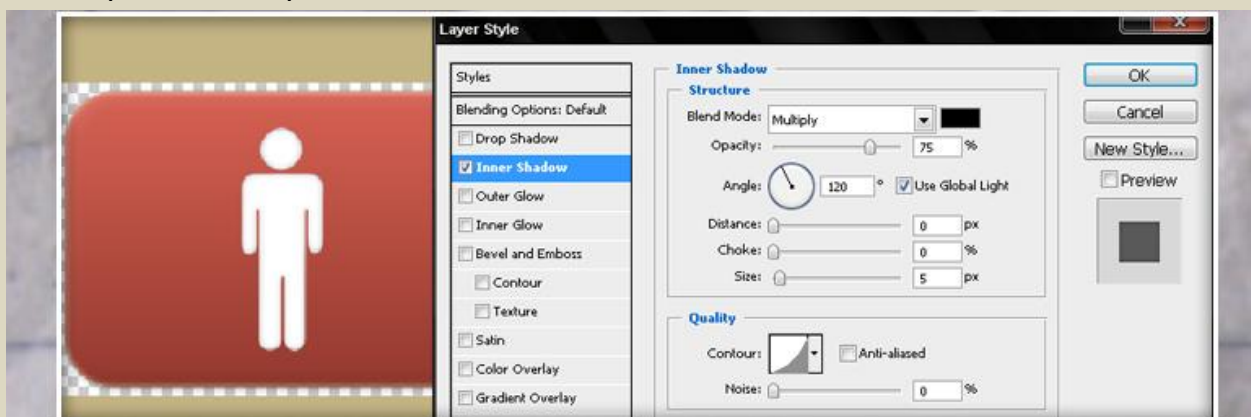 Layer Style
Styles
Blending Options: Default
Drop Shadow
Inner Shadow
Outer Glow
Inner Glow
Bevel and Emboss
Contour
Texture
Satin
Color Overlay
Gradient Overlay
Inner Shadow
Structure
Blend Mode: Multiply
Opacity: 75 %
Angle: 120 ° Use Global Light
Distance: 0 px
Choke: 0 %
Size: 5 px
Quality
Contour: Anti-aliased
Noise: 0 %
OK
Cancel
New Style...
Preview